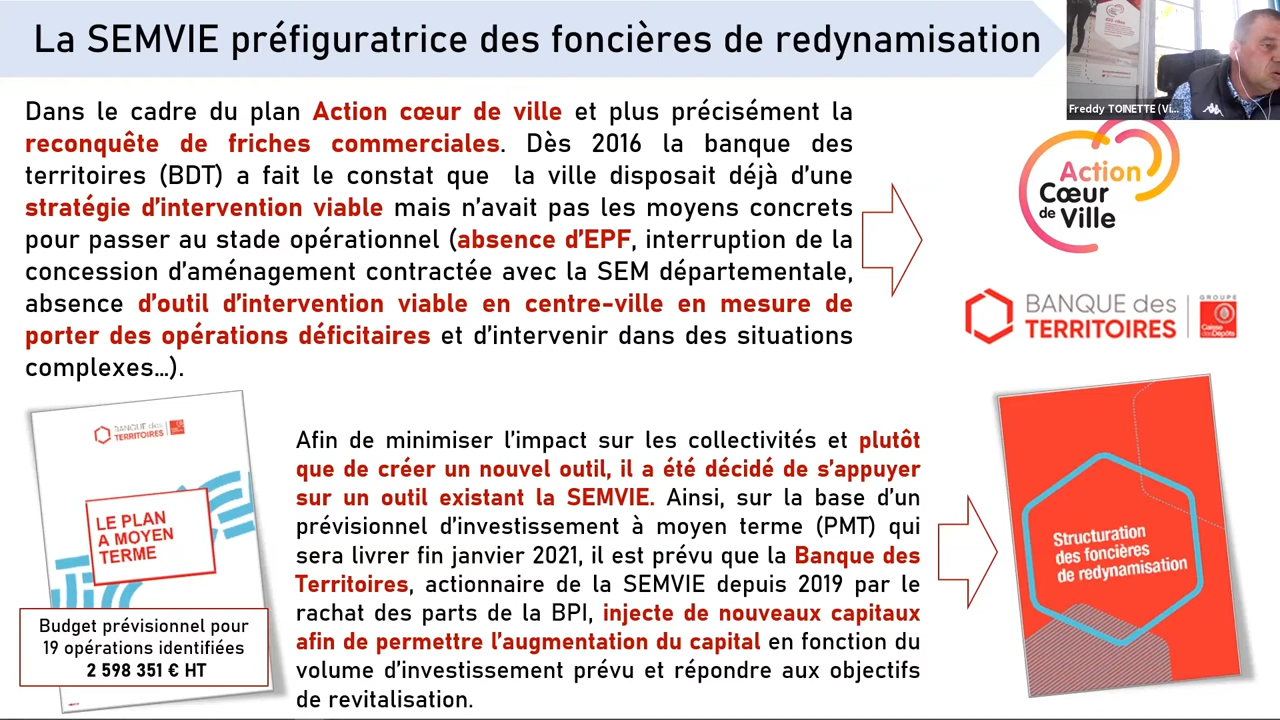 La SEMVIE préfiguratrice des foncières de redynamisation
Freddy TOINETTE (Vi...
Dans le cadre du plan Action cœur de ville et plus précisément la
reconquête de friches commerciales. Dès 2016 la banque des
territoires (BDT) a fait le constat que la ville disposait déjà d'une
stratégie d'intervention viable mais n'avait pas les moyens concrets
pour passer au stade opérationnel (absence d'EPF, interruption de la
concession d'aménagement contractée avec la SEM départementale,
absence d'outil d'intervention viable en centre-ville en mesure de
porter des opérations déficitaires et d'intervenir dans des situations
complexes...).
Action
Cœur
de Ville
BANQUE des
TERRITOIRES
GROUPE
Caisse
des Dépôts
BANQUE des
TERRITOIRES
LE PLAN
A MOYEN
TERME
Budget prévisionnel pour
19 opérations identifiées
2 598 351 € HT
Afin de minimiser l'impact sur les collectivités et plutôt
que de créer un nouvel outil, il a été décidé de s'appuyer
sur un outil existant la SEMVIE. Ainsi, sur la base d'un
prévisionnel d'investissement à moyen terme (PMT) qui
sera livrer fin janvier 2021, il est prévu que la Banque des
Territoires, actionnaire de la SEMVIE depuis 2019 par le
rachat des parts de la BPI, injecte de nouveaux capitaux
afin de permettre l'augmentation du capital en fonction du
volume d'investissement prévu et répondre aux objectifs
de revitalisation.
Structuration
des foncières
de redynamisation